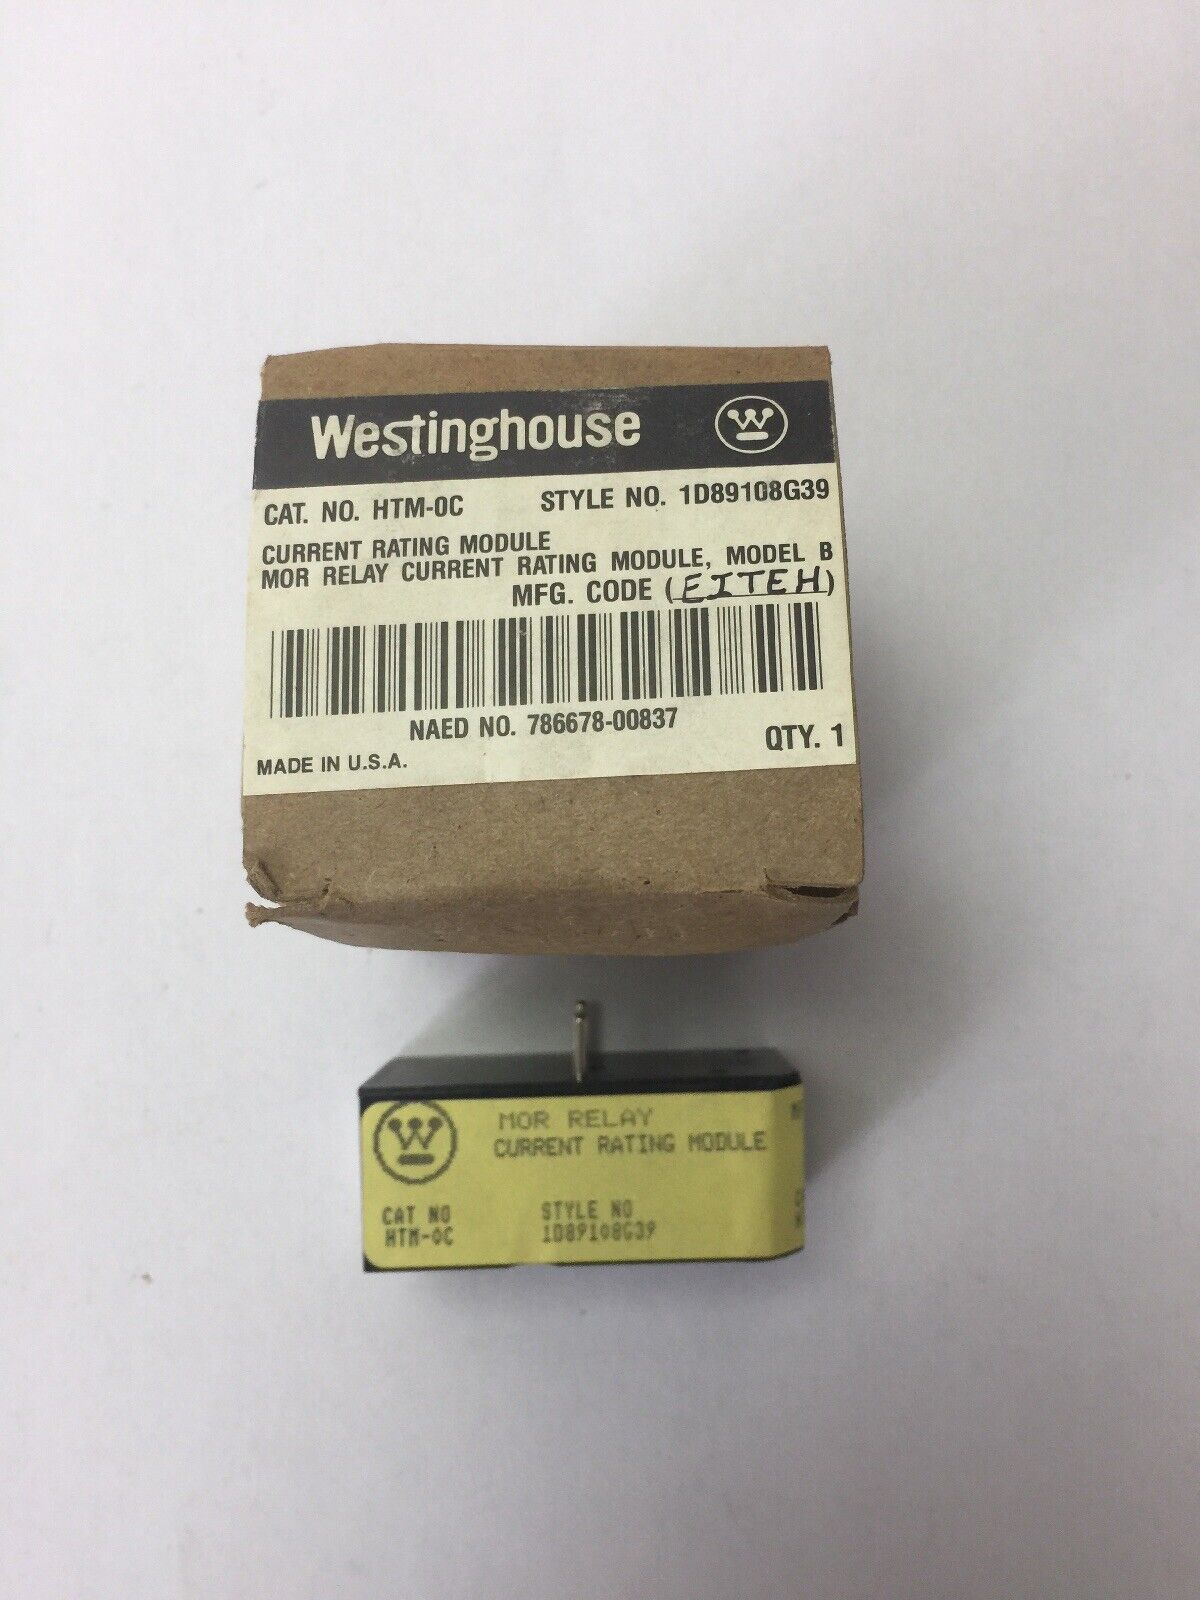 Westinghouse W
CAT. NO. HTM-0C STYLE NO. 1D89108G39
CURRENT RATING MODULE
MOR RELAY CURRENT RATING MODULE, MODEL B
MFG. CODE (EITEH)
NAED NO. 786678-00837
QTY. 1
MADE IN U.S.A.
W
MOR RELAY
CURRENT RATING MODULE
CAT NO STYLE NO
HTM-0C 1D89108G39